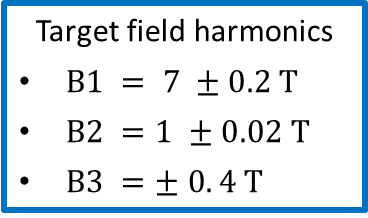 Target field harmonics
• B1 = 7 ± 0.2 T
• B2 = 1 ± 0.02 T
• B3 = ± 0.4 T